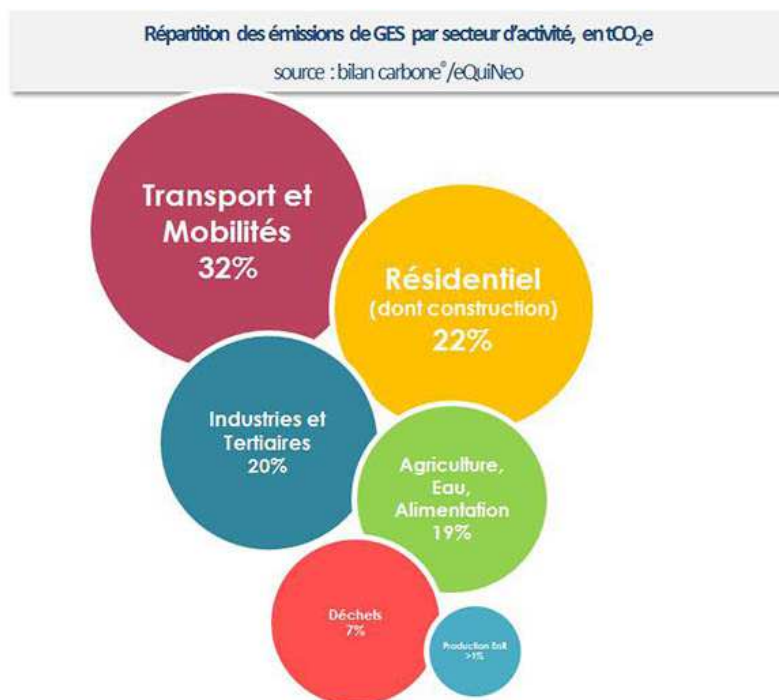 Répartition des émissions de GES par secteur d'activité, en tCO₂e
source : bilan carbone®/eQuiNeo
Transport et
Mobilités
32%
Résidentiel
(dont construction)
22%
Industries et
Tertiaires
20%
Agriculture,
Eau,
Alimentation
19%
Déchets
7%
Production EnR
>1%